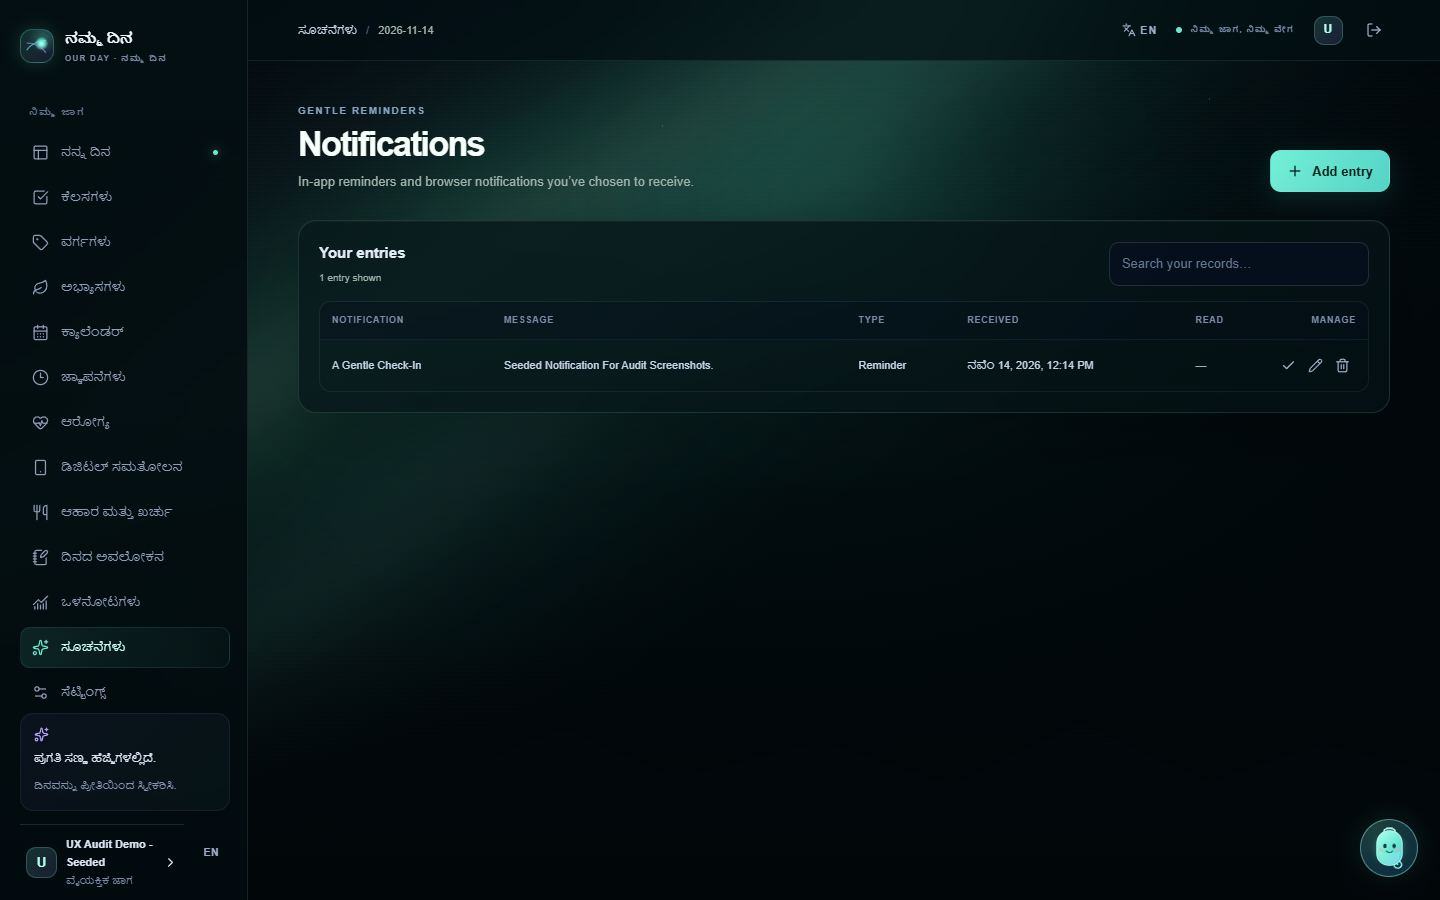 ನಮ್ಮ ದಿನ
OUR DAY - ನಮ್ಮ ದಿನ
ನಿಮ್ಮ ಜಾಗ
ನನ್ನ ದಿನ
ಕೆಲಸಗಳು
ವರ್ಗಗಳು
ಅಭ್ಯಾಸಗಳು
ಕ್ಯಾಲೆಂಡರ್
ಜ್ಞಾಪನೆಗಳು
ಆರೋಗ್ಯ
ಡಿಜಿಟಲ್ ಸಮತೋಲನ
ಆಹಾರ ಮತ್ತು ಖರ್ಚು
ದಿನದ ಅವಲೋಕನ
ಒಳನೋಟಗಳು
ಸೂಚನೆಗಳು
ಸೆಟ್ಟಿಂಗ್ಸ್
ಪ್ರಗತಿ ಸಣ್ಣ ಹೆಜ್ಜೆಗಳಲ್ಲಿದೆ.
ದಿನವನ್ನು ಪ್ರೀತಿಯಿಂದ ಸ್ವೀಕರಿಸಿ.
U
UX Audit Demo -
Seeded
ವೈಯಕ್ತಿಕ ಜಾಗ
EN
ಸೂಚನೆಗಳು / 2026-11-14
EN
ನಿಮ್ಮ ಜಾಗ, ನಿಮ್ಮ ವೇಗ
U
GENTLE REMINDERS
Notifications
In-app reminders and browser notifications you've chosen to receive.
Add entry
Your entries
1 entry shown
Search your records...
NOTIFICATION MESSAGE TYPE RECEIVED READ MANAGE
A Gentle Check-In Seeded Notification For Audit Screenshots. Reminder ನವೆಂ 14, 2026, 12:14 PM —